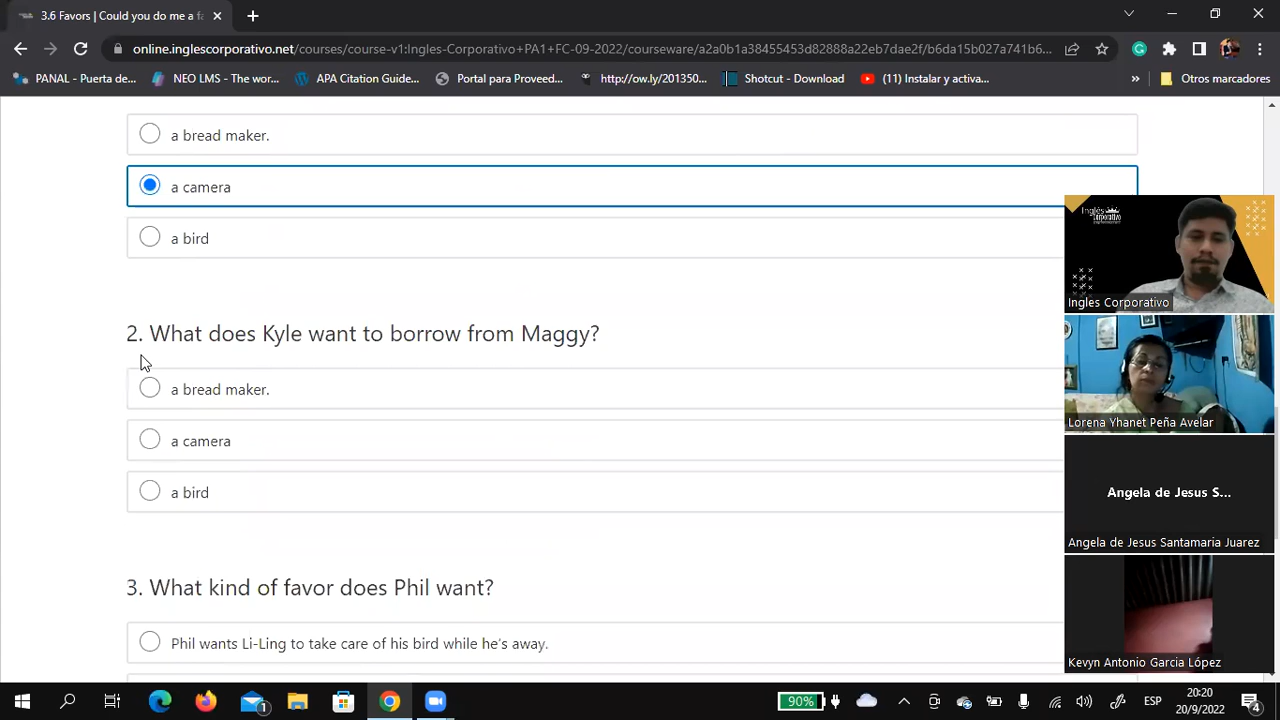 3.6 Favors | Could you do me a fa
online.inglescorporativo.net/courses/course-v1:Ingles-Corporativo+PA1+FC-09-2022/courseware/a2a0b1a38455453d82888a22eb7dae2f/b6da15b027a741b6...
PANAL - Puerta de... NEO LMS - The wor... APA Citation Guide... Portal para Proveed... http://ow.ly/201350... Shotcut - Download (11) Instalar y activa... » Otros marcadores
a bread maker.
a camera
a bird
2. What does Kyle want to borrow from Maggy?
a bread maker.
a camera
a bird
3. What kind of favor does Phil want?
Phil wants Li-Ling to take care of his bird while he's away.
Inglés
Corporativo
Ingles Corporativo
Lorena Yhanet Peña Avelar
Angela de Jesus S...
Angela de Jesus Santamaria Juarez
Kevyn Antonio Garcia López
1
90%
ESP
20:20
20/9/2022
4